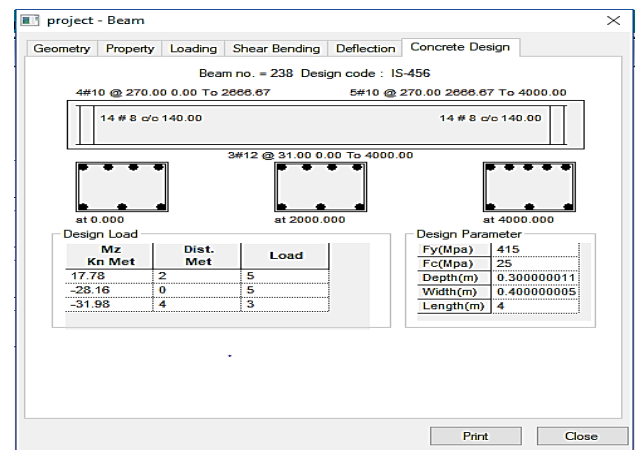 project - Beam
Geometry Property Loading Shear Bending Deflection Concrete Design
Beam no. = 238 Design code : IS-456
4#10 @ 270.00 0.00 To 2666.67 5#10 @ 270.00 2666.67 To 4000.00
14 # 8 c/c 140.00 14 # 8 c/c 140.00
3#12 @ 31.00 0.00 To 4000.00
at 0.000 at 2000.000 at 4000.000
Design Load Design Parameter
Mz Kn Met Dist. Met Load
17.78 2 5
-28.16 0 5
-31.98 4 3
Fy(Mpa) 415
Fc(Mpa) 25
Depth(m) 0.300000011
Width(m) 0.400000005
Length(m) 4
Print Close